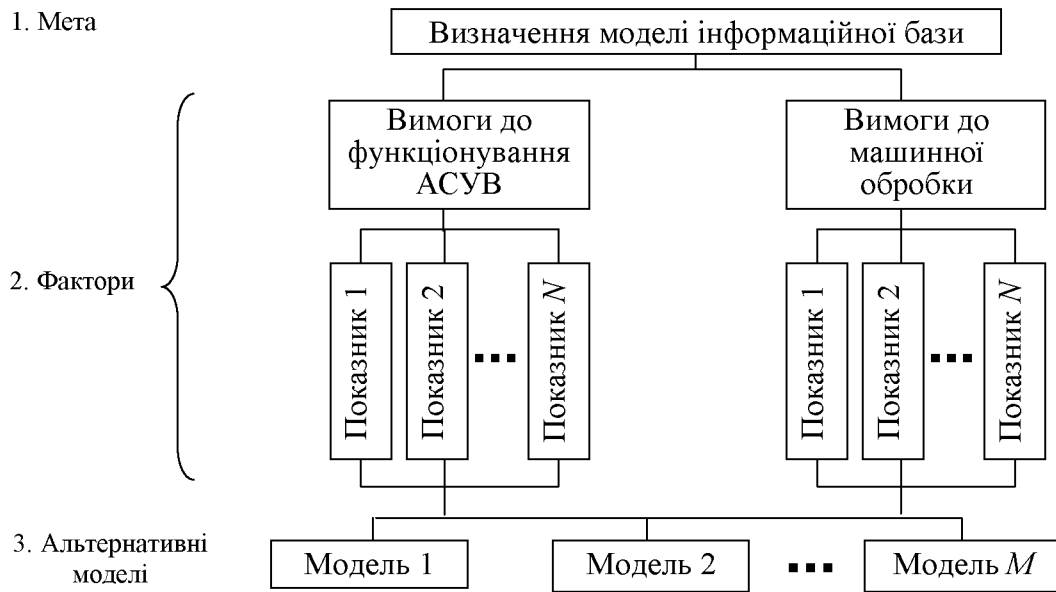 1. Мета
Визначення моделі інформаційної бази
Вимоги до
функціонування
АСУВ
Вимоги до
машинної
обробки
2. Фактори
Показник 1
Показник 2
Показник N
Показник 1
Показник 2
Показник N
3. Альтернативні
моделі
Модель 1
Модель 2
Модель M